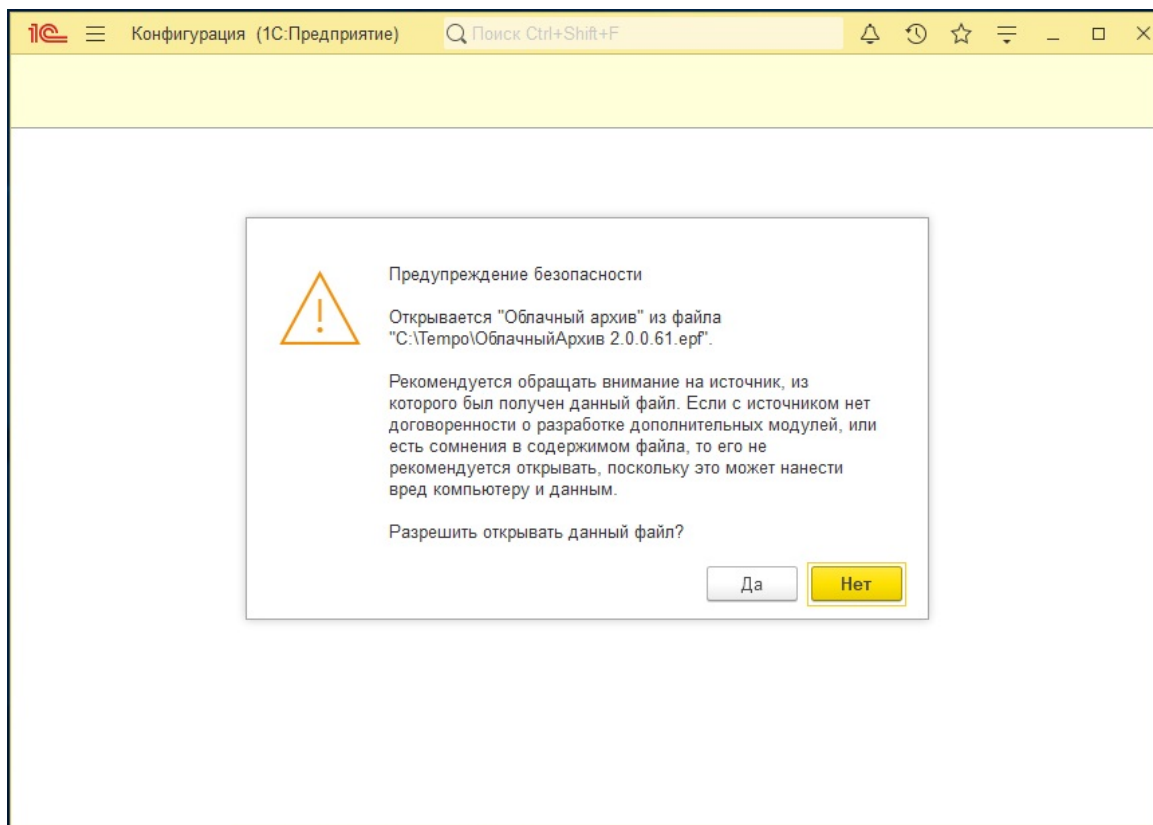 1С Конфигурация (1С:Предприятие) Поиск Ctrl+Shift+F
Предупреждение безопасности
Открывается "Облачный архив" из файла
"C:\Tempo\ОблачныйАрхив 2.0.0.61.epf".
Рекомендуется обращать внимание на источник, из
которого был получен данный файл. Если с источником нет
договоренности о разработке дополнительных модулей, или
есть сомнения в содержимом файла, то его не
рекомендуется открывать, поскольку это может нанести
вред компьютеру и данным.
Разрешить открывать данный файл?
Да Нет